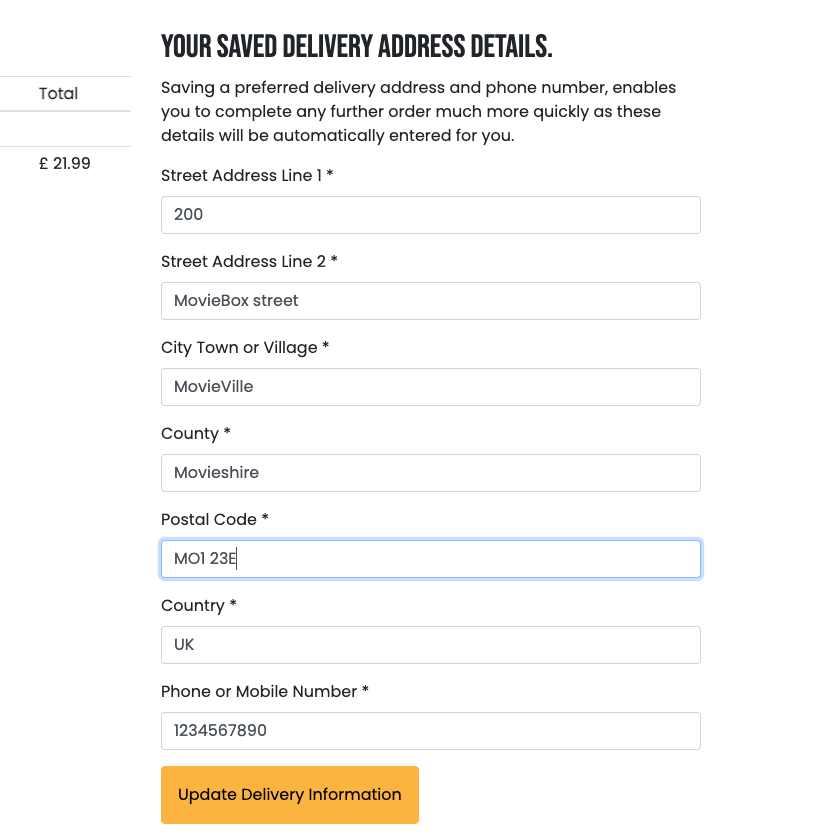 Total
£ 21.99
YOUR SAVED DELIVERY ADDRESS DETAILS.
Saving a preferred delivery address and phone number, enables
you to complete any further order much more quickly as these
details will be automatically entered for you.
Street Address Line 1 *
200
Street Address Line 2 *
MovieBox street
City Town or Village *
MovieVille
County *
Movieshire
Postal Code *
MO1 23E
Country *
UK
Phone or Mobile Number *
1234567890
Update Delivery Information